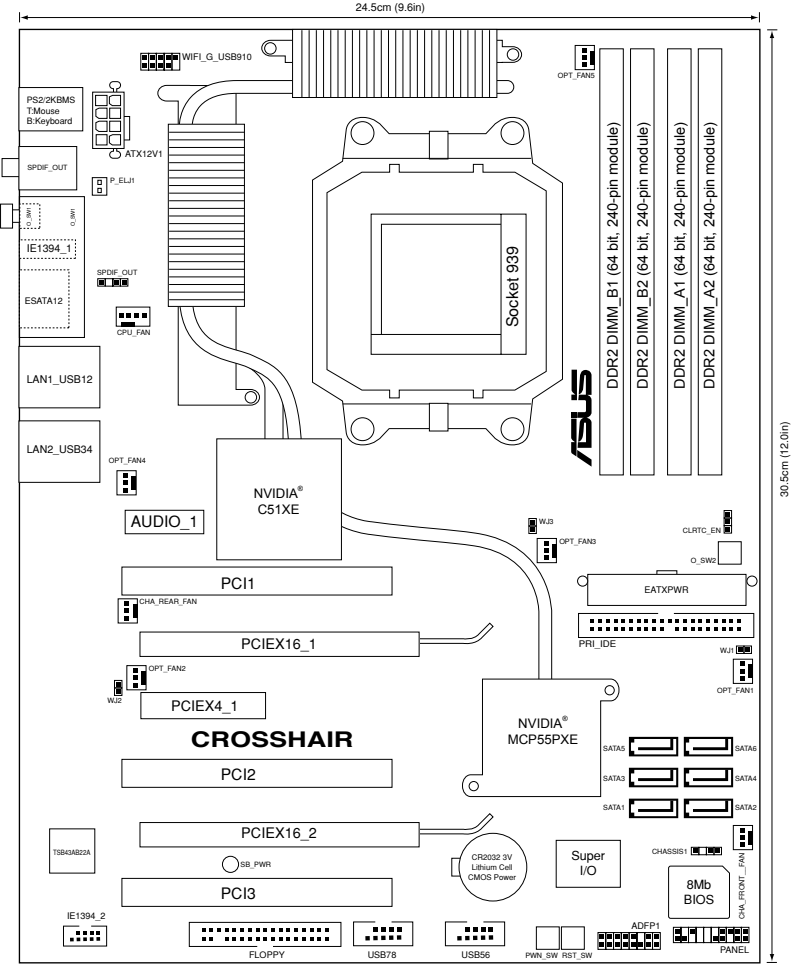 24.5cm (9.6in)
WIFI_G_USB910
OPT_FAN5
PS2/2KBMS
T:Mouse
B:Keyboard
ATX12V1
SPDIF_OUT
P_ELJ1
O_SW1
O_SW1
IE1394_1
SPDIF_OUT
ESATA12
CPU_FAN
Socket 939
DDR2 DIMM_B1 (64 bit, 240-pin module)
DDR2 DIMM_B2 (64 bit, 240-pin module)
DDR2 DIMM_A1 (64 bit, 240-pin module)
DDR2 DIMM_A2 (64 bit, 240-pin module)
ASUS
LAN1_USB12
LAN2_USB34
30.5cm (12.0in)
OPT_FAN4
NVIDIA®
C51XE
AUDIO_1
WJ3
OPT_FAN3
CLRTC_EN
O_SW2
PCI1
EATXPWR
CHA_REAR_FAN
PCIEX16_1
PRI_IDE
WJ1
OPT_FAN2
WJ2
OPT_FAN1
PCIEX4_1
NVIDIA®
MCP55PXE
CROSSHAIR
SATA5
SATA6
PCI2
SATA3
SATA4
SATA1
SATA2
PCIEX16_2
TSB43AB22A
SB_PWR
CR2032 3V
Lithium Cell
CMOS Power
Super
I/O
CHASSIS1
CHA_FRONT__FAN
PCI3
8Mb
BIOS
IE1394_2
FLOPPY
USB78
USB56
PWN_SW
RST_SW
ADFP1
PANEL